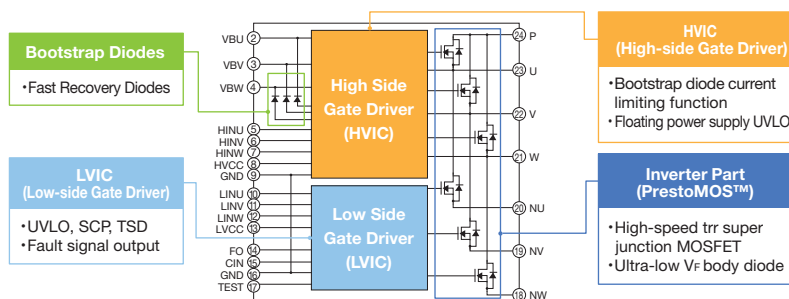 Bootstrap Diodes
•Fast Recovery Diodes
LVIC
(Low-side Gate Driver)
•UVLO, SCP, TSD
•Fault signal output
VBU 2
VBV 3
VBW 4
HINU 5
HINV 6
HINW 7
HVCC 8
GND 9
LINU 10
LINV 11
LINW 12
LVCC 13
FO 14
CIN 15
GND 16
TEST 17
High Side
Gate Driver
(HVIC)
Low Side
Gate Driver
(LVIC)
24 P
23 U
22 V
21 W
20 NU
19 NV
18 NW
HVIC
(High-side Gate Driver)
•Bootstrap diode current
limiting function
•Floating power supply UVLO
Inverter Part
(PrestoMOS™)
•High-speed trr super
junction MOSFET
•Ultra-low VF body diode